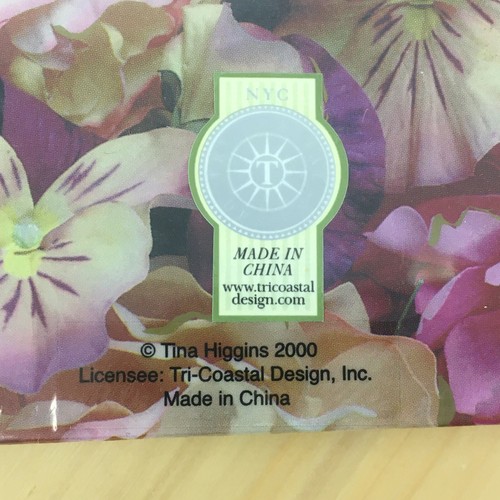 NYC
T
MADE IN
CHINA
www.tricoastal
design.com
© Tina Higgins 2000
Licensee: Tri-Coastal Design, Inc.
Made in China